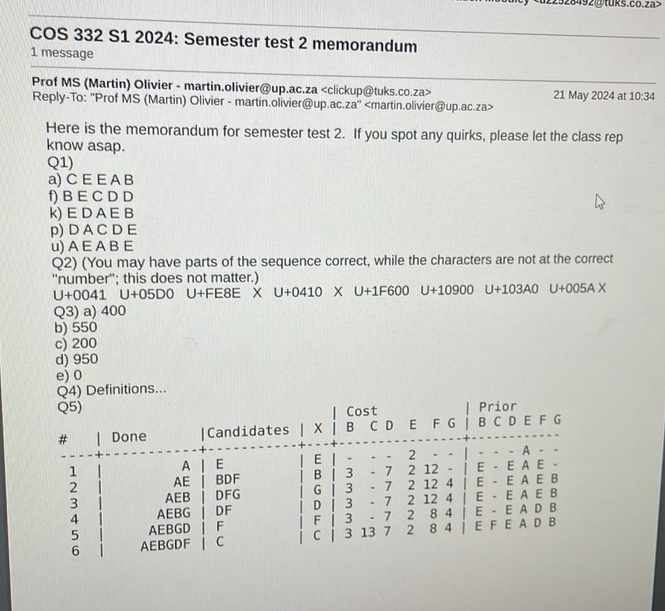 <uz2528492@tuks.co.za>
COS 332 S1 2024: Semester test 2 memorandum
1 message
Prof MS (Martin) Olivier - martin.olivier@up.ac.za <clickup@tuks.co.za>
21 May 2024 at 10:34
Reply-To: "Prof MS (Martin) Olivier - martin.olivier@up.ac.za" <martin.olivier@up.ac.za>
Here is the memorandum for semester test 2. If you spot any quirks, please let the class rep
know asap.
Q1)
a) C E E A B
f) B E C D D
k) E D A E B
p) D A C D E
u) A E A B E
Q2) (You may have parts of the sequence correct, while the characters are not at the correct
"number"; this does not matter.)
U+0041 U+05D0 U+FE8E X U+0410 X U+1F600 U+10900 U+103A0 U+005A X
Q3) a) 400
b) 550
c) 200
d) 950
e) 0
Q4) Definitions...
Q5)
| Cost | Prior
# | Done | Candidates | X | B C D E F G | B C D E F G
----+------------------+-----------+---+-----------------+------------
1 | A | E | E | - - - 2 - - | - - - A - -
2 | AE | BDF | B | 3 - 7 2 12 - | E - E A E -
3 | AEB | DFG | G | 3 - 7 2 12 4 | E - E A E B
4 | AEBG | DF | D | 3 - 7 2 12 4 | E - E A E B
5 | AEBGD | F | F | 3 - 7 2 8 4 | E - E A D B
6 | AEBGDF | C | C | 3 13 7 2 8 4 | E F E A D B